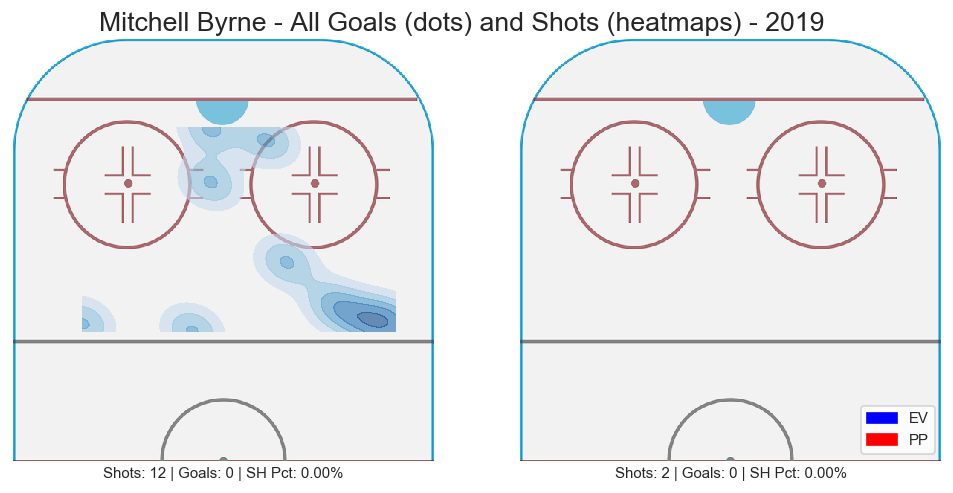 Mitchell Byrne - All Goals (dots) and Shots (heatmaps) - 2019
EV
PP
Shots: 12 | Goals: 0 | SH Pct: 0.00%
Shots: 2 | Goals: 0 | SH Pct: 0.00%